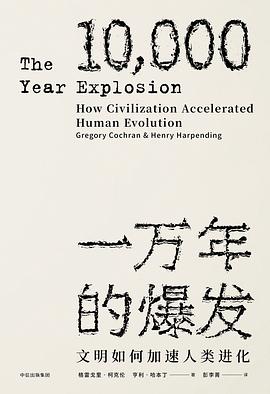 The 10,000
Year Explosion
How Civilization Accelerated
Human Evolution
Gregory Cochran & Henry Harpending
一万年
的爆发
文明如何加速人类进化
中信出版集团 格雷戈里·柯克伦 亨利·哈本丁 —— 著 彭李菁 —— 译